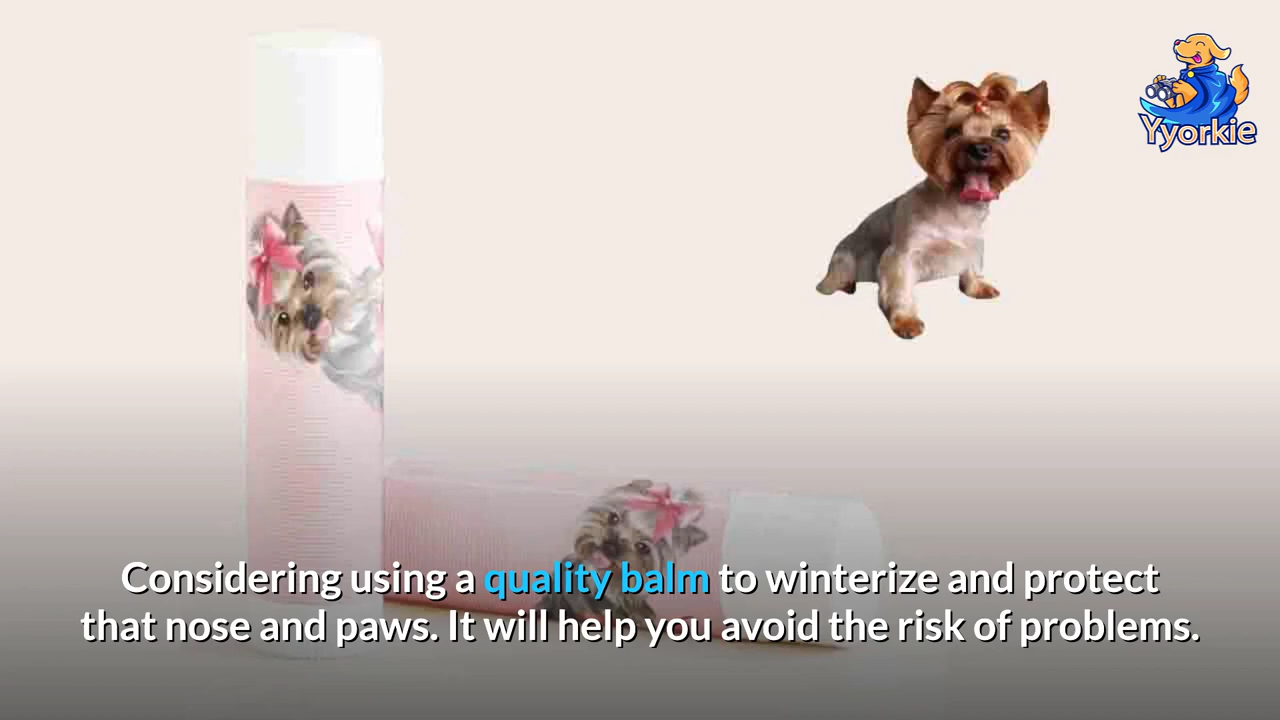 Yyorkie
Considering using a quality balm to winterize and protect
that nose and paws. It will help you avoid the risk of problems.